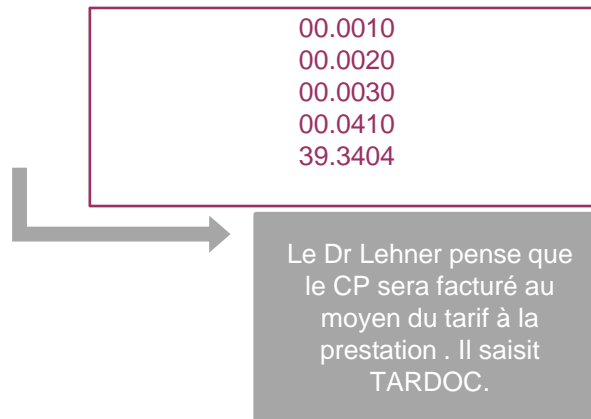 00.0010
00.0020
00.0030
00.0410
39.3404
Le Dr Lehner pense que
le CP sera facturé au
moyen du tarif à la
prestation . Il saisit
TARDOC.